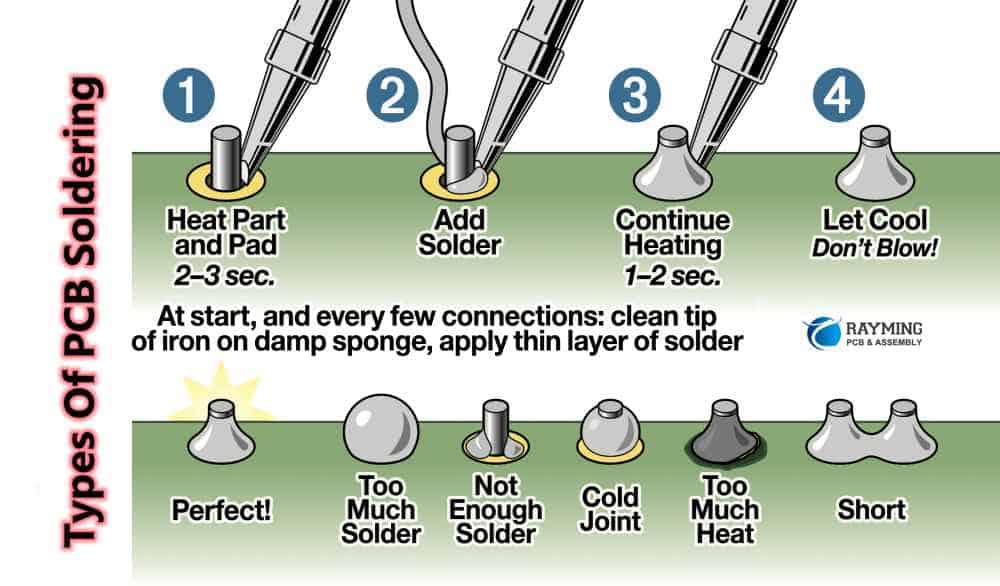 Types Of PCB Soldering
1
2
3
4
Heat Part
and Pad
2–3 sec.
Add
Solder
Continue
Heating
1–2 sec.
Let Cool
Don't Blow!
At start, and every few connections: clean tip
of iron on damp sponge, apply thin layer of solder
RAYMING
PCB & ASSEMBLY
Perfect!
Too
Much
Solder
Not
Enough
Solder
Cold
Joint
Too
Much
Heat
Short